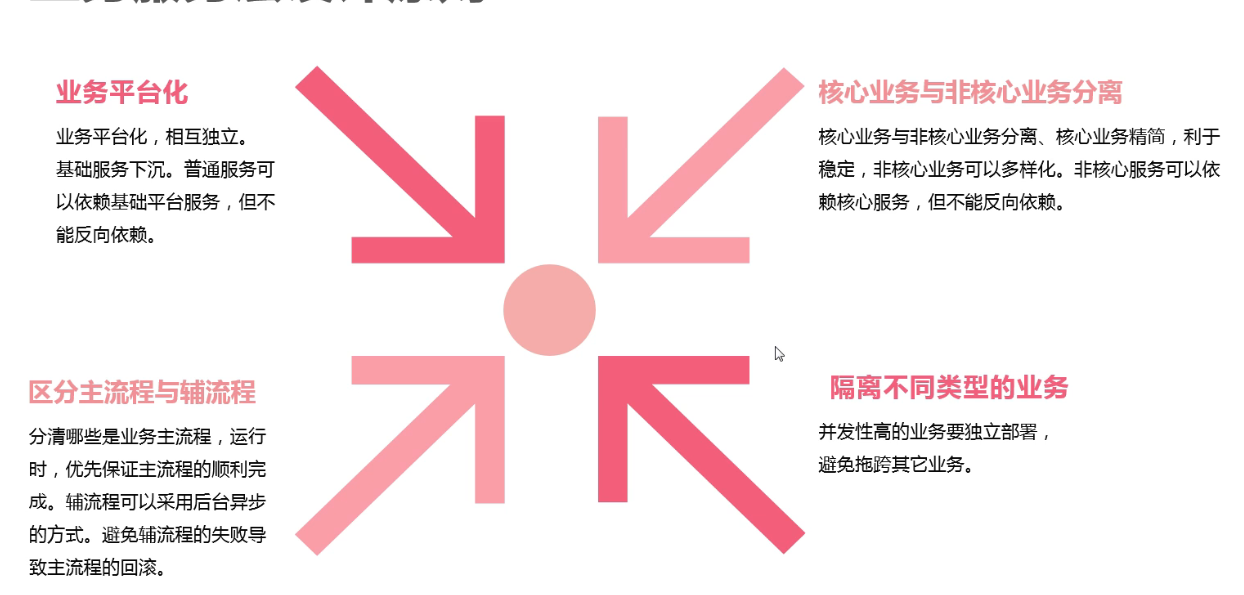 业务平台化
业务平台化，相互独立。
基础服务下沉。普通服务可
以依赖基础平台服务，但不
能反向依赖。
核心业务与非核心业务分离
核心业务与非核心业务分离、核心业务精简，利于
稳定，非核心业务可以多样化。非核心服务可以依
赖核心服务，但不能反向依赖。
区分主流程与辅流程
分清哪些是业务主流程，运行
时，优先保证主流程的顺利完
成。辅流程可以采用后台异步
的方式。避免辅流程的失败导
致主流程的回滚。
隔离不同类型的业务
并发性高的业务要独立部署，
避免拖跨其它业务。